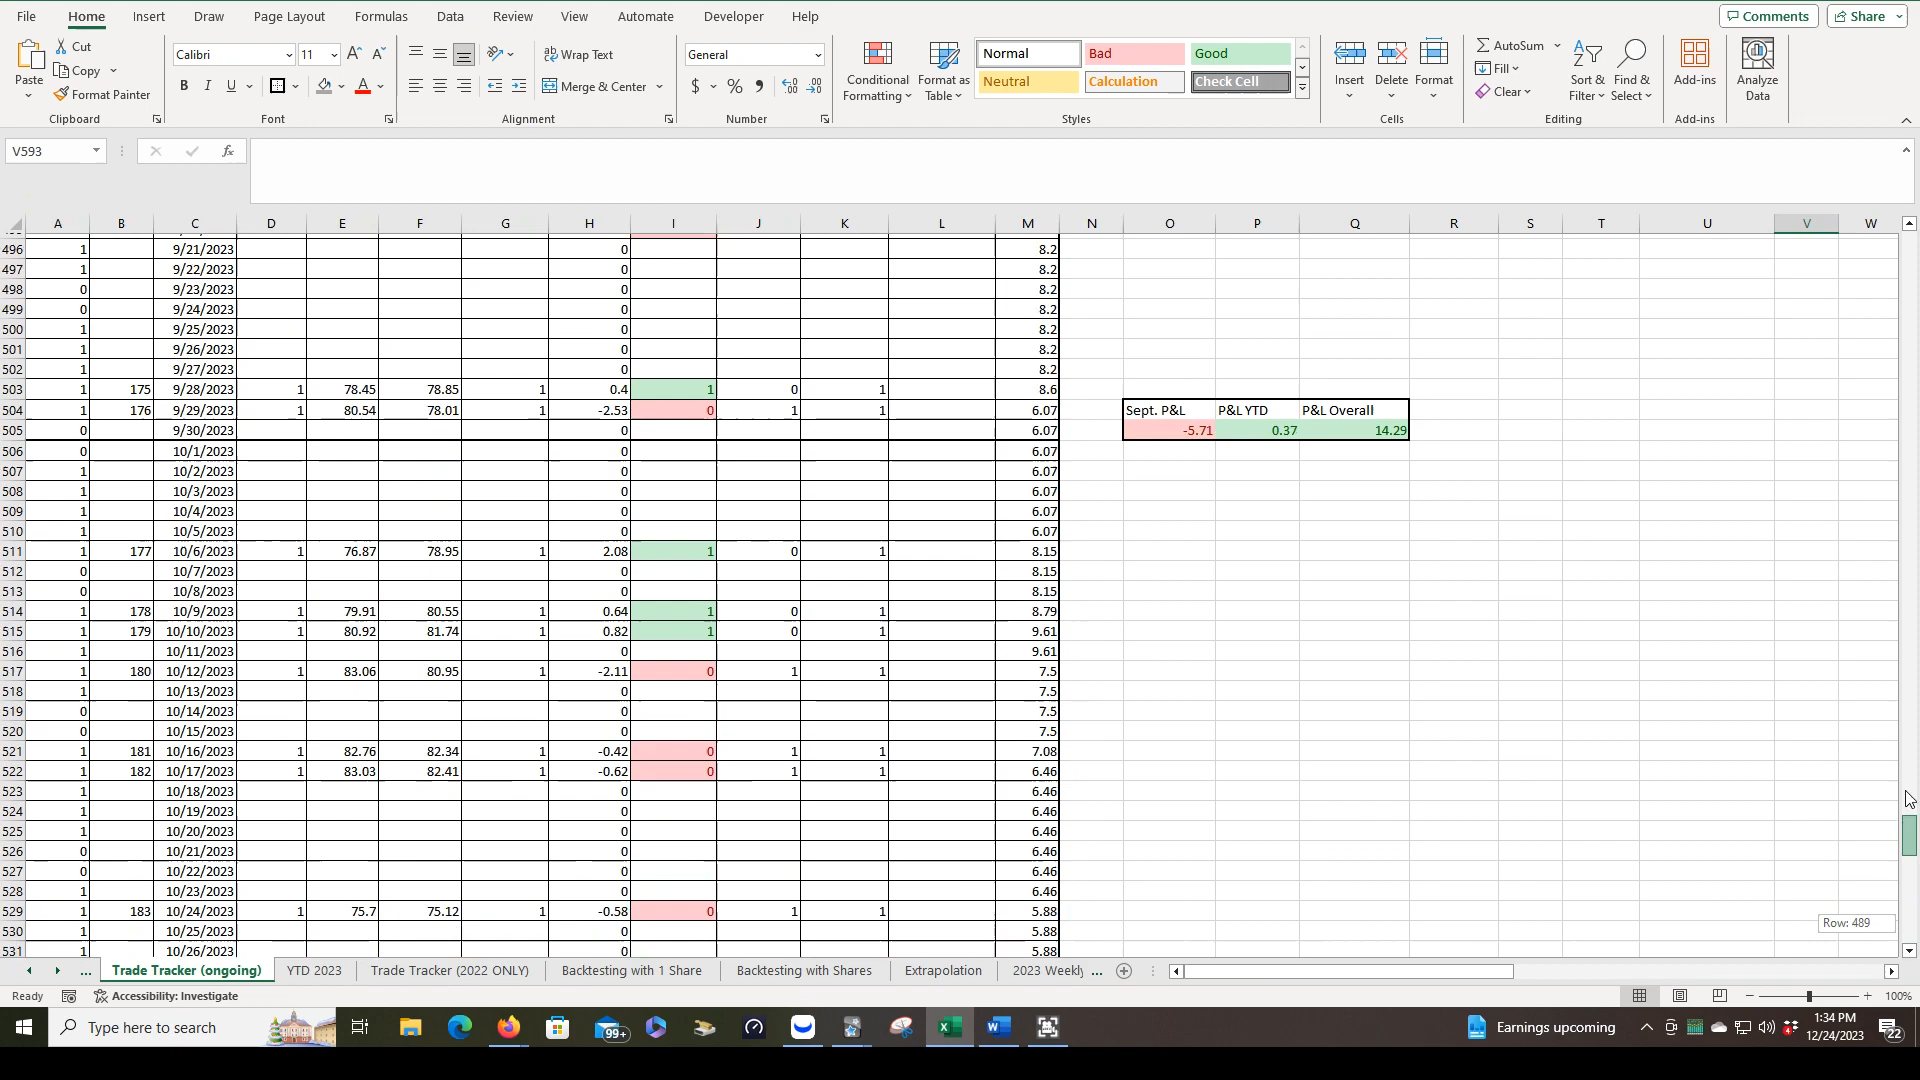 File Home Insert Draw Page Layout Formulas Data Review View Automate Developer Help Comments Share
Paste Cut Copy Format Painter Clipboard
Calibri 11 A A B I U A Font
ab Wrap Text Merge & Center Alignment
General $ % 9 Number
Conditional Formatting Format as Table Normal Bad Good Neutral Calculation Check Cell Styles
Insert Delete Format Cells
AutoSum Fill Clear Sort & Filter Find & Select Editing
Add-ins Add-ins
Analyze Data
V593 fx
A B C D E F G H I J K L M N O P Q R S T U V W
496 1 9/21/2023 0 8.2
497 1 9/22/2023 0 8.2
498 0 9/23/2023 0 8.2
499 0 9/24/2023 0 8.2
500 1 9/25/2023 0 8.2
501 1 9/26/2023 0 8.2
502 1 9/27/2023 0 8.2
503 1 175 9/28/2023 1 78.45 78.85 1 0.4 1 0 1 8.6
504 1 176 9/29/2023 1 80.54 78.01 1 -2.53 0 1 1 6.07 Sept. P&L P&L YTD P&L Overall
505 0 9/30/2023 0 6.07 -5.71 0.37 14.29
506 0 10/1/2023 0 6.07
507 1 10/2/2023 0 6.07
508 1 10/3/2023 0 6.07
509 1 10/4/2023 0 6.07
510 1 10/5/2023 0 6.07
511 1 177 10/6/2023 1 76.87 78.95 1 2.08 1 0 1 8.15
512 0 10/7/2023 0 8.15
513 0 10/8/2023 0 8.15
514 1 178 10/9/2023 1 79.91 80.55 1 0.64 1 0 1 8.79
515 1 179 10/10/2023 1 80.92 81.74 1 0.82 1 0 1 9.61
516 1 10/11/2023 0 9.61
517 1 180 10/12/2023 1 83.06 80.95 1 -2.11 0 1 1 7.5
518 1 10/13/2023 0 7.5
519 0 10/14/2023 0 7.5
520 0 10/15/2023 0 7.5
521 1 181 10/16/2023 1 82.76 82.34 1 -0.42 0 1 1 7.08
522 1 182 10/17/2023 1 83.03 82.41 1 -0.62 0 1 1 6.46
523 1 10/18/2023 0 6.46
524 1 10/19/2023 0 6.46
525 1 10/20/2023 0 6.46
526 0 10/21/2023 0 6.46
527 0 10/22/2023 0 6.46
528 1 10/23/2023 0 6.46
529 1 183 10/24/2023 1 75.7 75.12 1 -0.58 0 1 1 5.88 Row: 489
530 1 10/25/2023 0 5.88
531 1 10/26/2023 0 5.88
... Trade Tracker (ongoing) YTD 2023 Trade Tracker (2022 ONLY) Backtesting with 1 Share Backtesting with Shares Extrapolation 2023 Weekly ...
Ready Accessibility: Investigate 100%
Type here to search 99+ Earnings upcoming 4 1:34 PM
12/24/2023 22